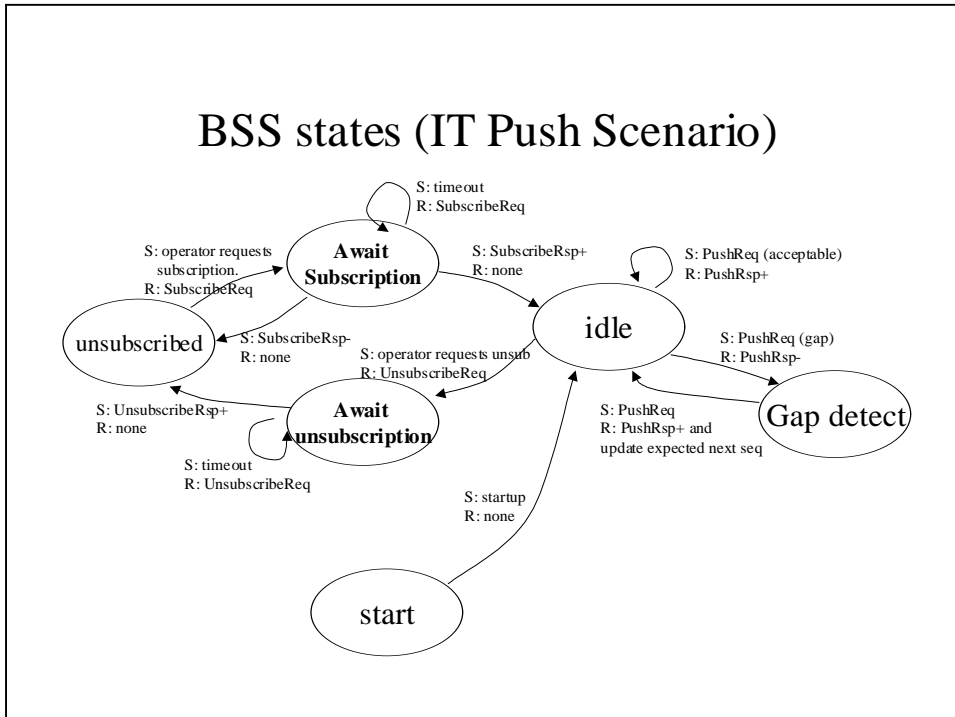 BSS states (IT Push Scenario)
S: timeout
R: SubscribeReq
S: operator requests
subscription.
R: SubscribeReq
Await
Subscription
S: SubscribeRsp+
R: none
S: PushReq (acceptable)
R: PushRsp+
unsubscribed
S: SubscribeRsp-
R: none
idle
S: PushReq (gap)
R: PushRsp-
S: operator requests unsub
R: UnsubscribeReq
S: UnsubscribeRsp+
R: none
Await
unsubscription
S: PushReq
R: PushRsp+ and
update expected next seq
Gap detect
S: timeout
R: UnsubscribeReq
S: startup
R: none
start